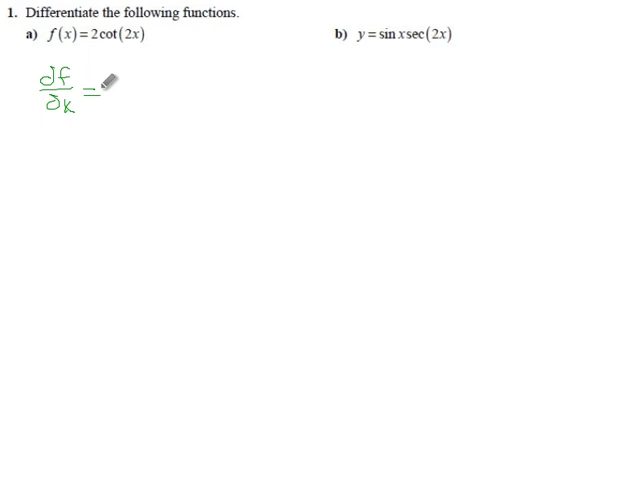 1. Differentiate the following functions.
a) f(x)=2cot(2x) b) y=sin x sec(2x)
df
dx =